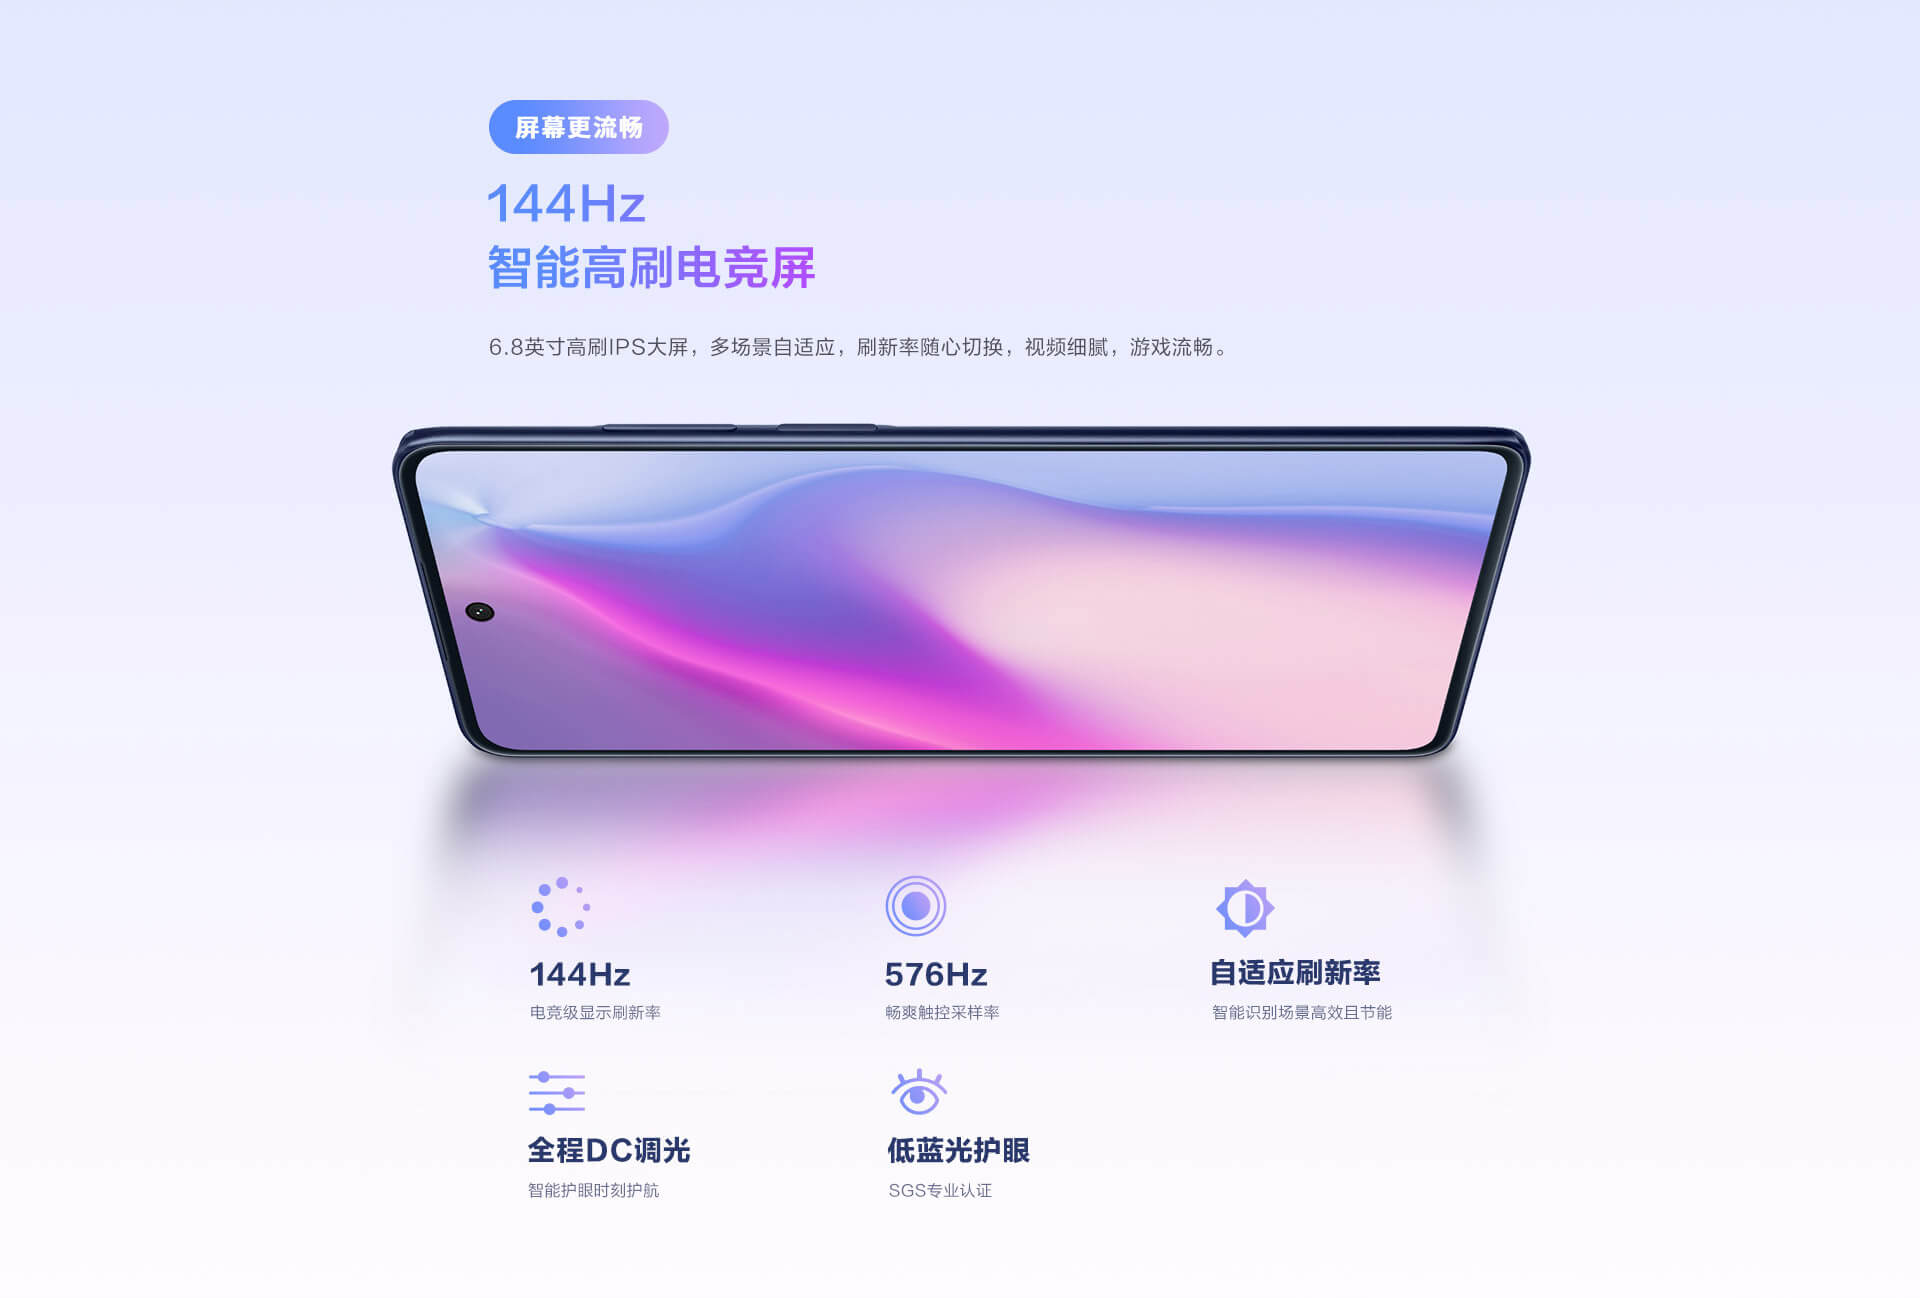 屏幕更流畅
144Hz
智能高刷电竞屏
6.8英寸高刷IPS大屏，多场景自适应，刷新率随心切换，视频细腻，游戏流畅。
144Hz
电竞级显示刷新率
576Hz
畅爽触控采样率
自适应刷新率
智能识别场景高效且节能
全程DC调光
智能护眼时刻护航
低蓝光护眼
SGS专业认证